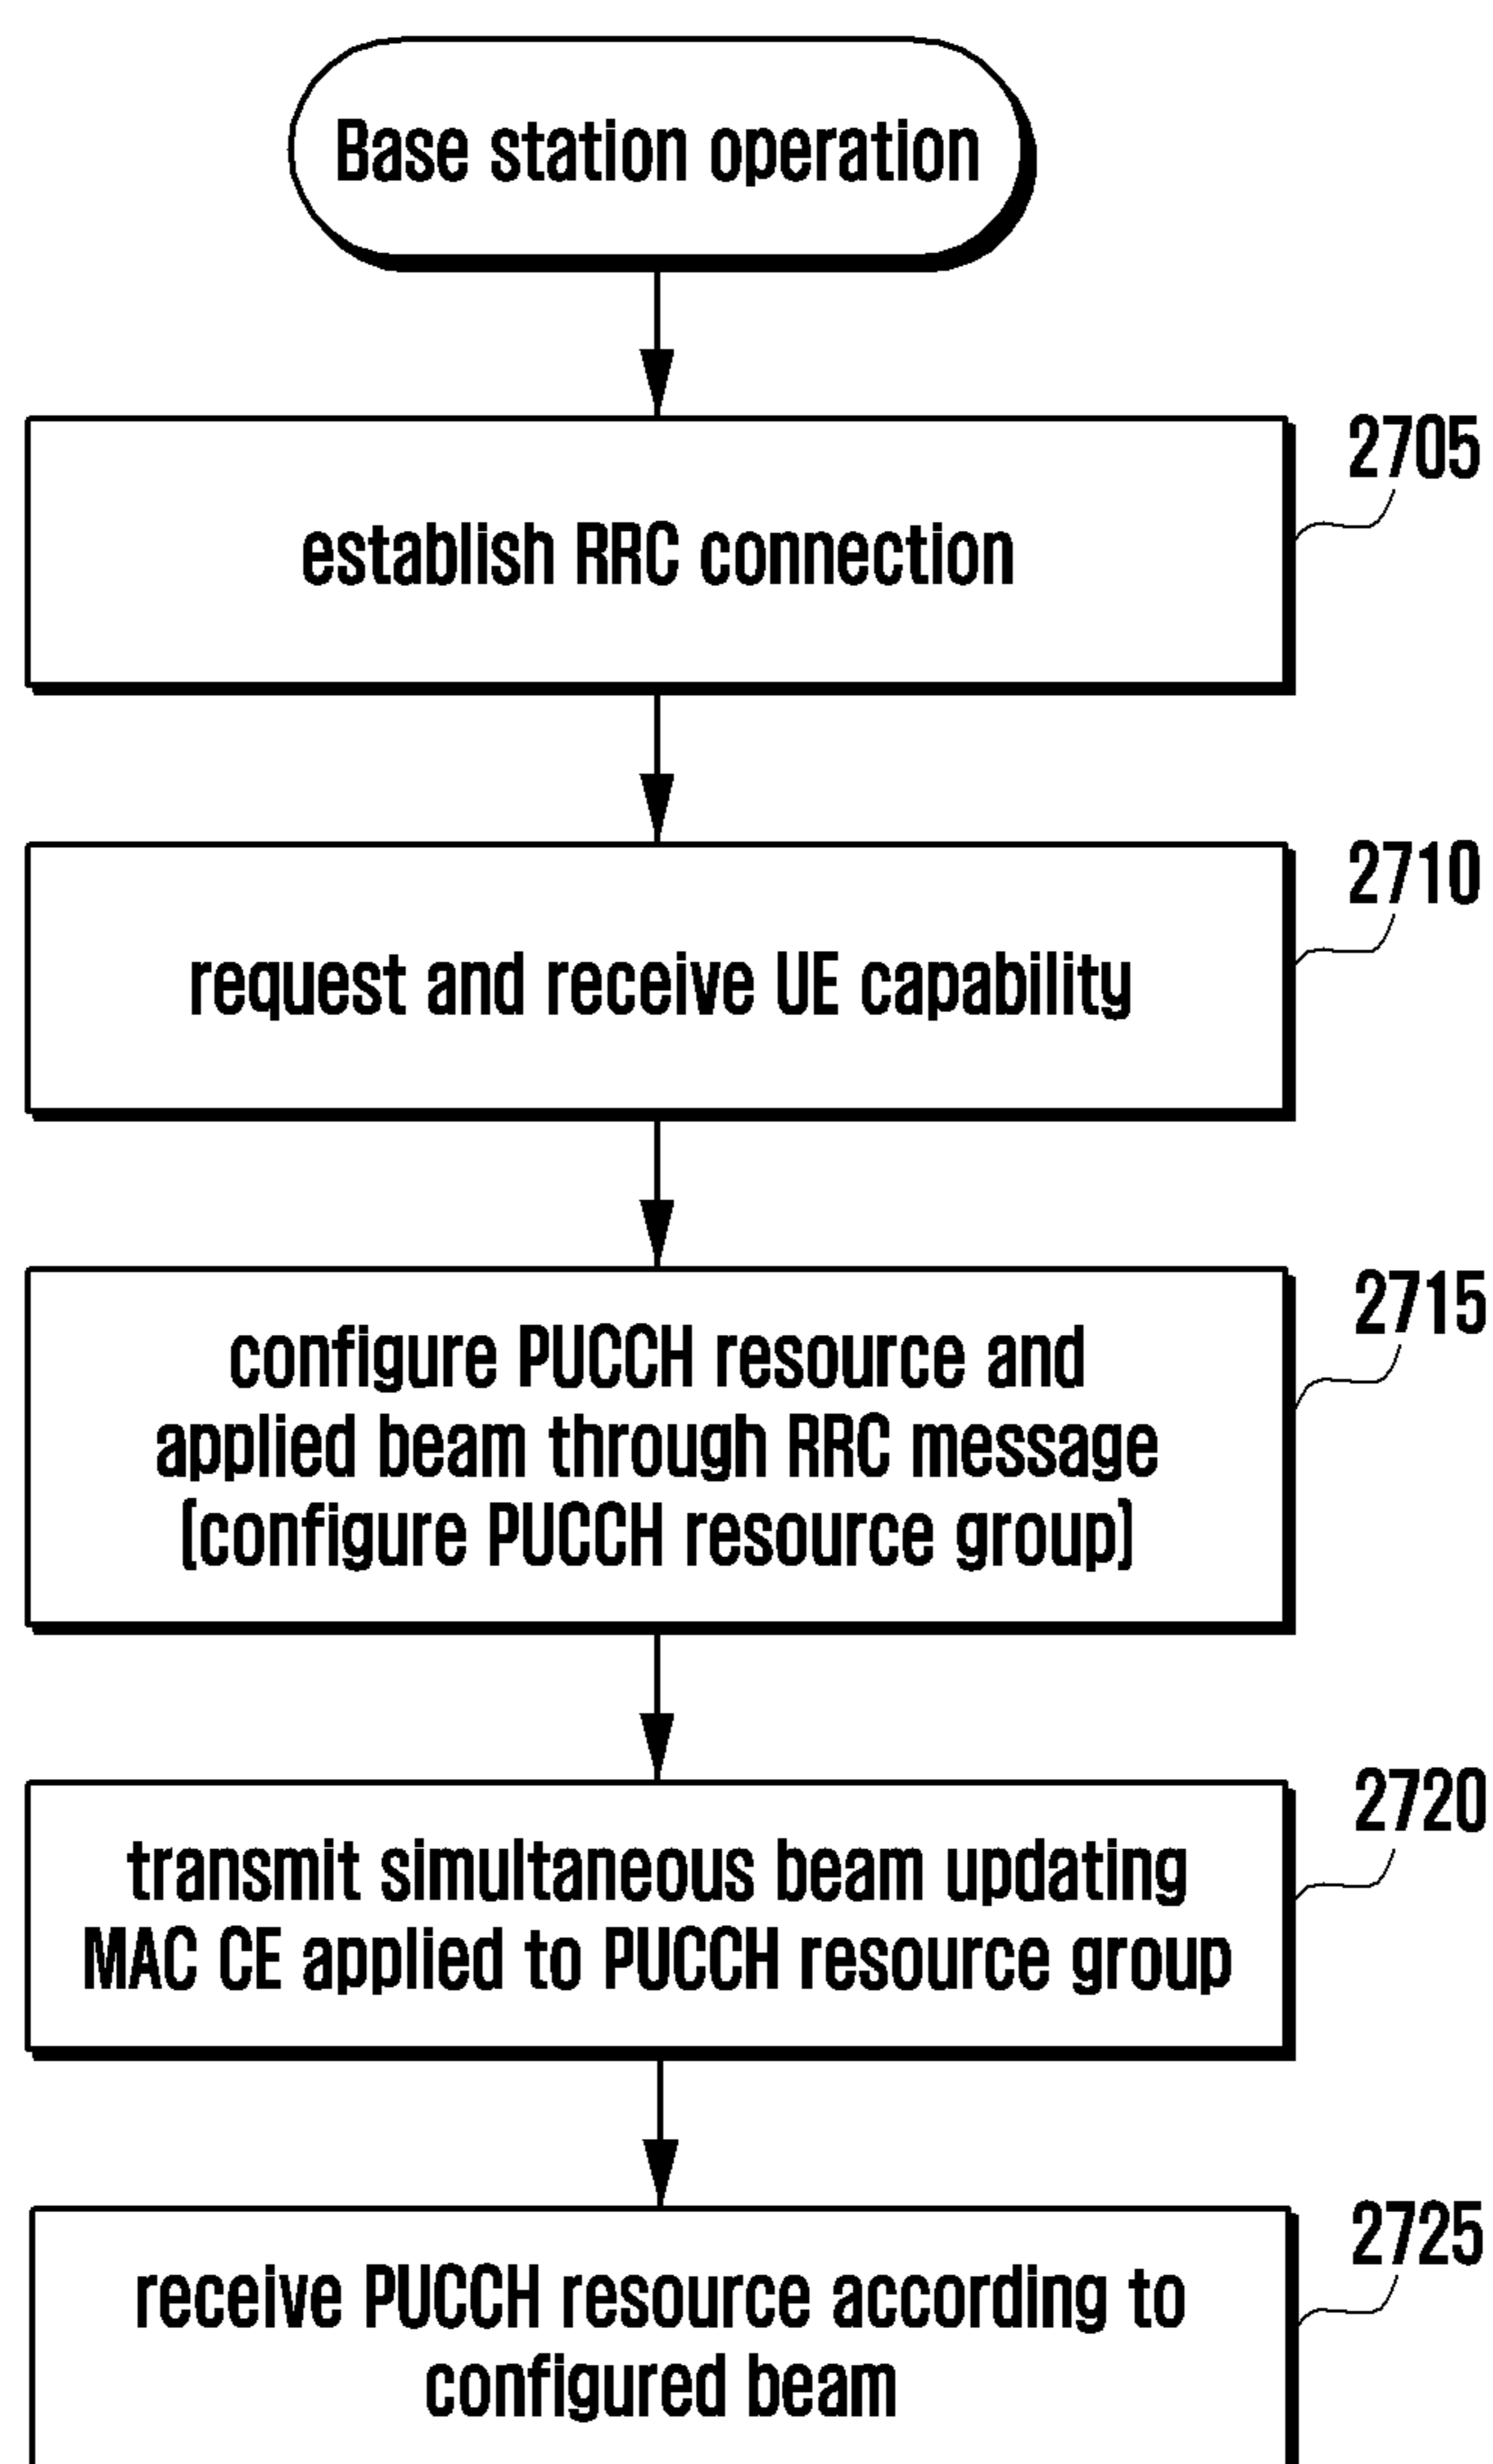 Base station operation
2705
establish RRC connection
2710
request and receive UE capability
2715
configure PUCCH resource and
applied beam through RRC message
(configure PUCCH resource group)
2720
transmit simultaneous beam updating
MAC CE applied to PUCCH resource group
2725
receive PUCCH resource according to
configured beam